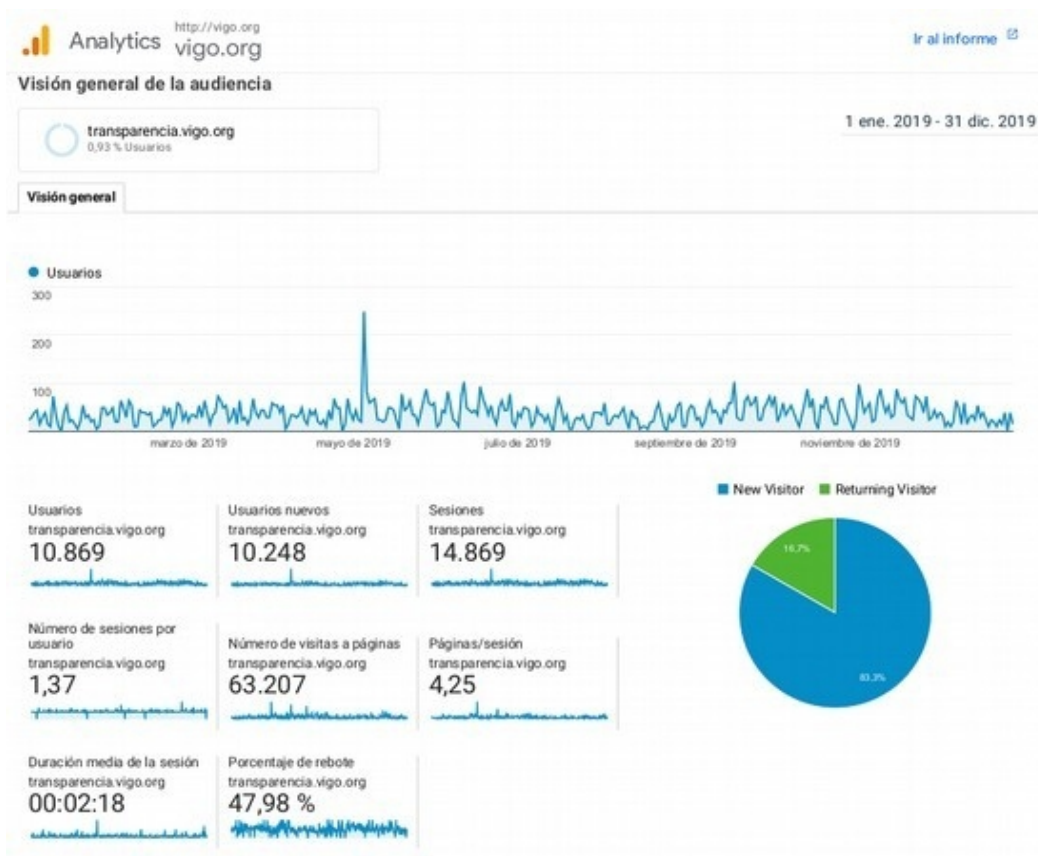 Analytics
http://vigo.org
vigo.org
Ir al informe
Visión general de la audiencia
transparencia.vigo.org
0,93 % Usuarios
1 ene. 2019 - 31 dic. 2019
Visión general
Usuarios
300
200
100
marzo de 2019
mayo de 2019
julio de 2019
septiembre de 2019
noviembre de 2019
New Visitor
Returning Visitor
16,7%
83.3%
Usuarios
transparencia.vigo.org
10.869
Usuarios nuevos
transparencia.vigo.org
10.248
Sesiones
transparencia.vigo.org
14.869
Número de sesiones por
usuario
transparencia.vigo.org
1,37
Número de visitas a páginas
transparencia.vigo.org
63.207
Páginas/sesión
transparencia.vigo.org
4,25
Duración media de la sesión
transparencia.vigo.org
00:02:18
Porcentaje de rebote
transparencia.vigo.org
47,98 %